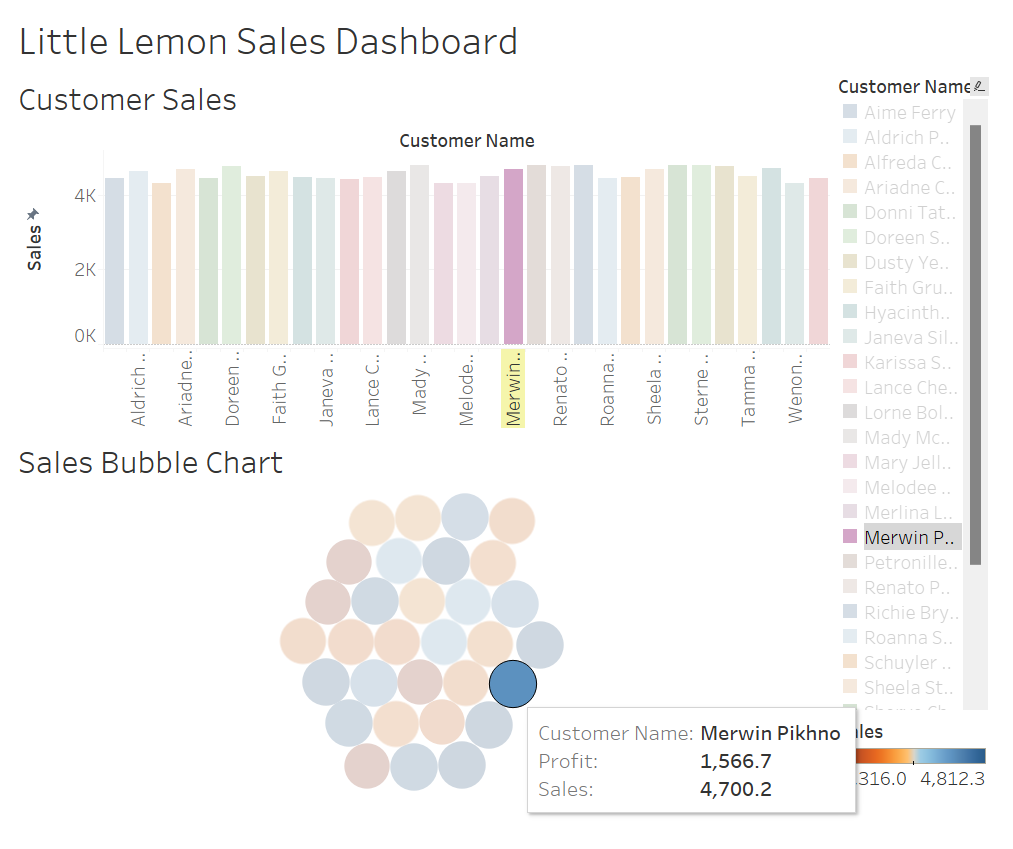 Little Lemon Sales Dashboard
Customer Sales
Customer Name
Sales
4K
2K
0K
Aldrich ..
Ariadne..
Doreen ..
Faith G..
Janeva ..
Lance C..
Mady ..
Melode..
Merwin..
Renato ..
Roanna..
Sheela ..
Sterne ..
Tamma ..
Wenon..
Customer Name
Aime Ferry
Aldrich P..
Alfreda C..
Ariadne C..
Donni Tat..
Doreen S..
Dusty Ye..
Faith Gru..
Hyacinth..
Janeva Sil..
Karissa S..
Lance Che..
Lorne Bol..
Mady Mc..
Mary Jell..
Melodee ..
Merlina L..
Merwin P..
Petronille..
Renato P..
Richie Bry..
Roanna S..
Schuyler ..
Sheela St..
Sales Bubble Chart
Customer Name: Merwin Pikhno
Profit: 1,566.7
Sales: 4,700.2
ales
316.0 4,812.3